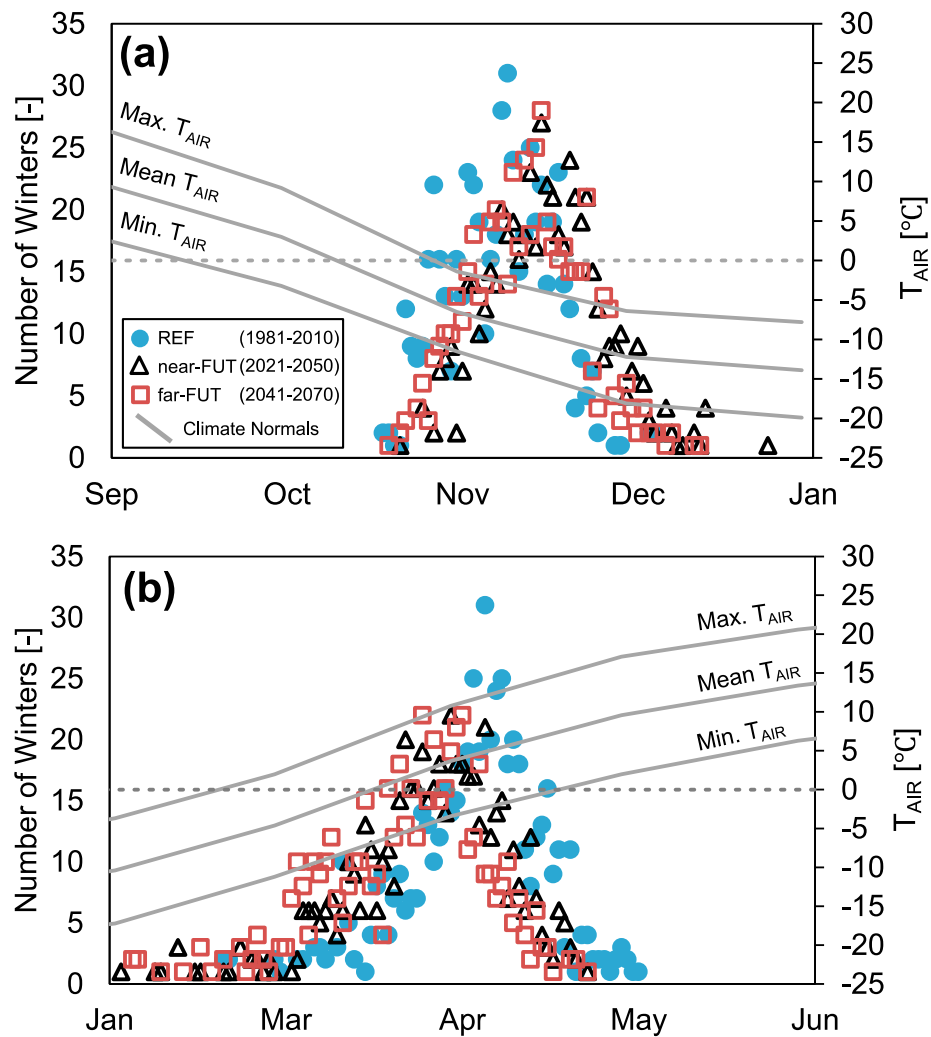 (a)
Number of Winters [-]
35
30
25
20
15
10
5
0
Max. TAIR
Mean TAIR
Min. TAIR
REF (1981-2010)
near-FUT (2021-2050)
far-FUT (2041-2070)
Climate Normals
30
25
20
15
10
5
0
-5
-10
-15
-20
-25
TAIR [℃]
Sep Oct Nov Dec Jan
(b)
Number of Winters [-]
35
30
25
20
15
10
5
0
Max. TAIR
Mean TAIR
Min. TAIR
30
25
20
15
10
5
0
-5
-10
-15
-20
-25
TAIR [℃]
Jan Mar Apr May Jun